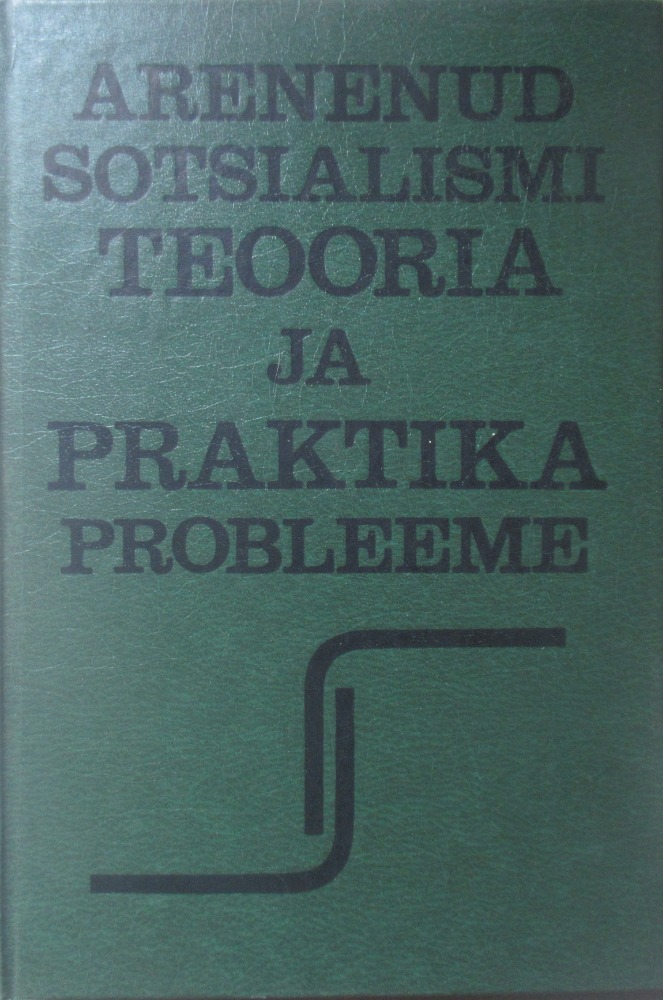 ARENENUD
SOTSIALISMI
TEOORIA
JA
PRAKTIKA
PROBLEEME